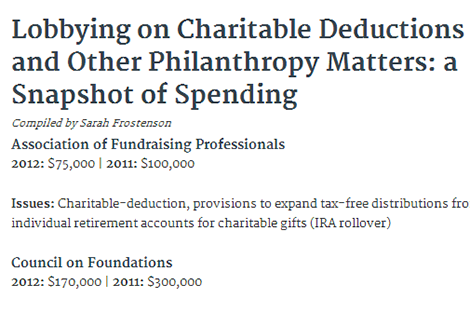 Lobbying on Charitable Deductions
and Other Philanthropy Matters: a
Snapshot of Spending
Compiled by Sarah Frostenson
Association of Fundraising Professionals
2012: $75,000 | 2011: $100,000
Issues: Charitable-deduction, provisions to expand tax-free distributions fro
individual retirement accounts for charitable gifts (IRA rollover)
Council on Foundations
2012: $170,000 | 2011: $300,000